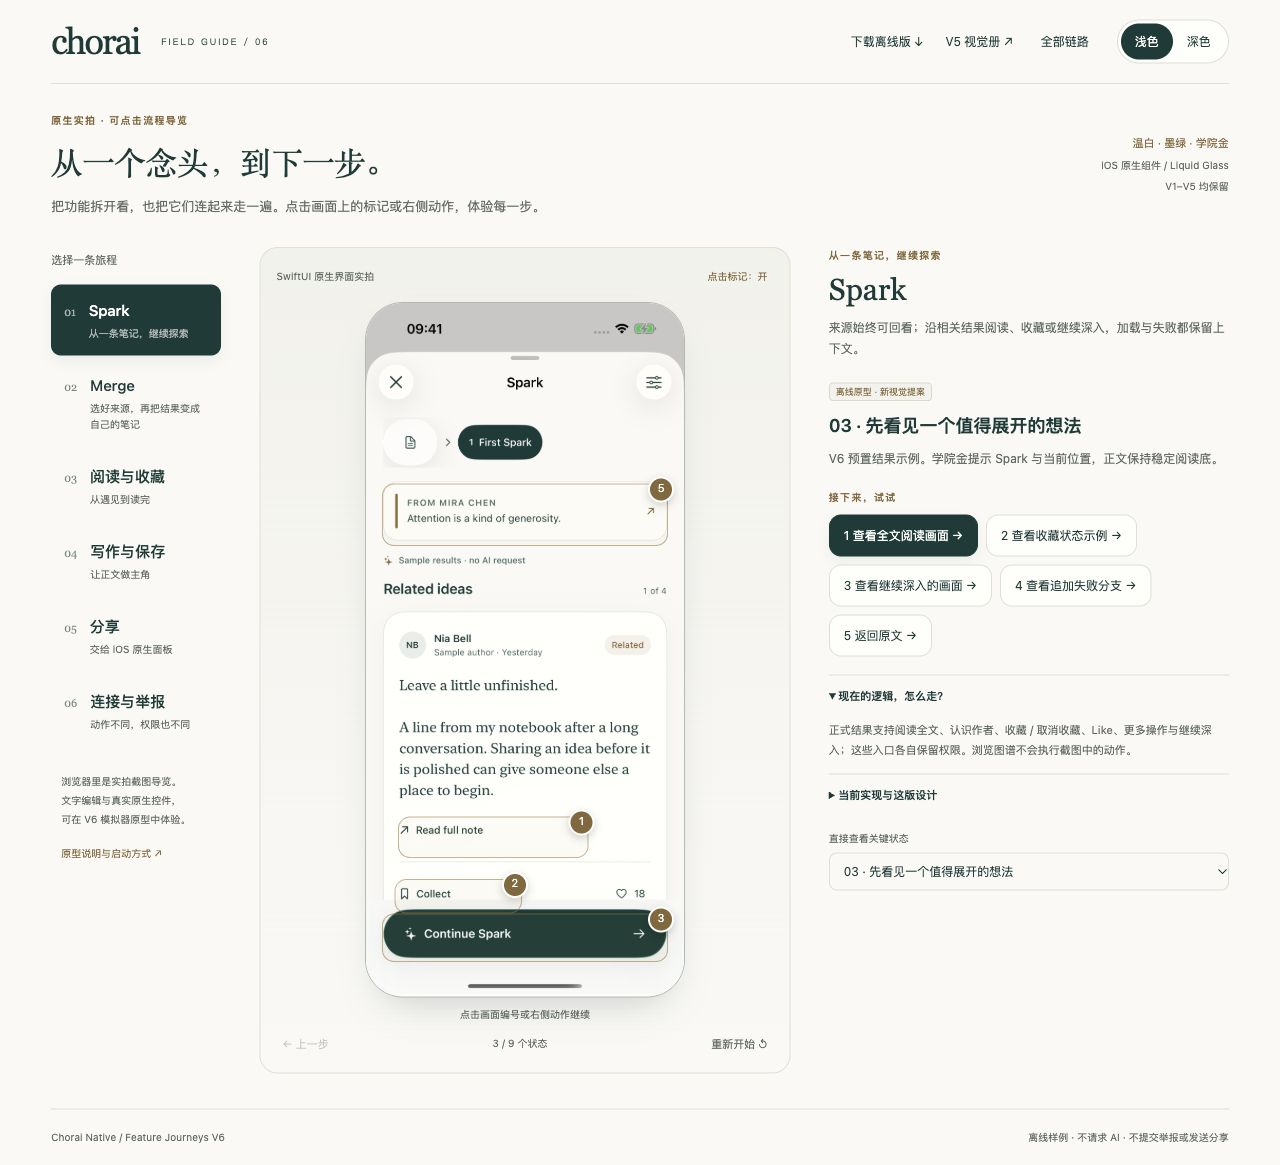 chorai
FIELD GUIDE / 06
下载离线版 ↓
V5 视觉册 ↗
全部链路
浅色
深色
原生实拍 · 可点击流程导览
从一个念头，到下一步。
把功能拆开看，也把它们连起来走一遍。点击画面上的标记或右侧动作，体验每一步。
温白 · 墨绿 · 学院金
iOS 原生组件 / Liquid Glass
V1–V5 均保留
选择一条旅程
01 Spark
从一条笔记，继续探索
02 Merge
选好来源，再把结果变成
自己的笔记
03 阅读与收藏
从遇见到读完
04 写作与保存
让正文做主角
05 分享
交给 iOS 原生面板
06 连接与举报
动作不同，权限也不同
浏览器里是实拍截图导览。
文字编辑与真实原生控件，
可在 V6 模拟器原型中体验。
原型说明与启动方式 ↗
SwiftUI 原生界面实拍
点击标记：开
09:41
Spark
1 First Spark
5
FROM MIRA CHEN
Attention is a kind of generosity.
Sample results · no AI request
Related ideas
1 of 4
NB
Nia Bell
Sample author · Yesterday
Related
Leave a little unfinished.
A line from my notebook after a long
conversation. Sharing an idea before it
is polished can give someone else a
place to begin.
Read full note
1
Collect
2
18
Continue Spark
3
点击画面编号或右侧动作继续
← 上一步
3 / 9 个状态
重新开始 ↺
从一条笔记，继续探索
Spark
来源始终可回看；沿相关结果阅读、收藏或继续深入，加载与失败都保留上
下文。
离线原型 · 新视觉提案
03 · 先看见一个值得展开的想法
V6 预置结果示例。学院金提示 Spark 与当前位置，正文保持稳定阅读底。
接下来，试试
1 查看全文阅读画面 →
2 查看收藏状态示例 →
3 查看继续深入的画面 →
4 查看追加失败分支 →
5 返回原文 →
▼ 现在的逻辑，怎么走？
正式结果支持阅读全文、认识作者、收藏 / 取消收藏、Like、更多操作与继续深
入；这些入口各自保留权限。浏览图谱不会执行截图中的动作。
▶ 当前实现与这版设计
直接查看关键状态
03 · 先看见一个值得展开的想法
Chorai Native / Feature Journeys V6
离线样例 · 不请求 AI · 不提交举报或发送分享